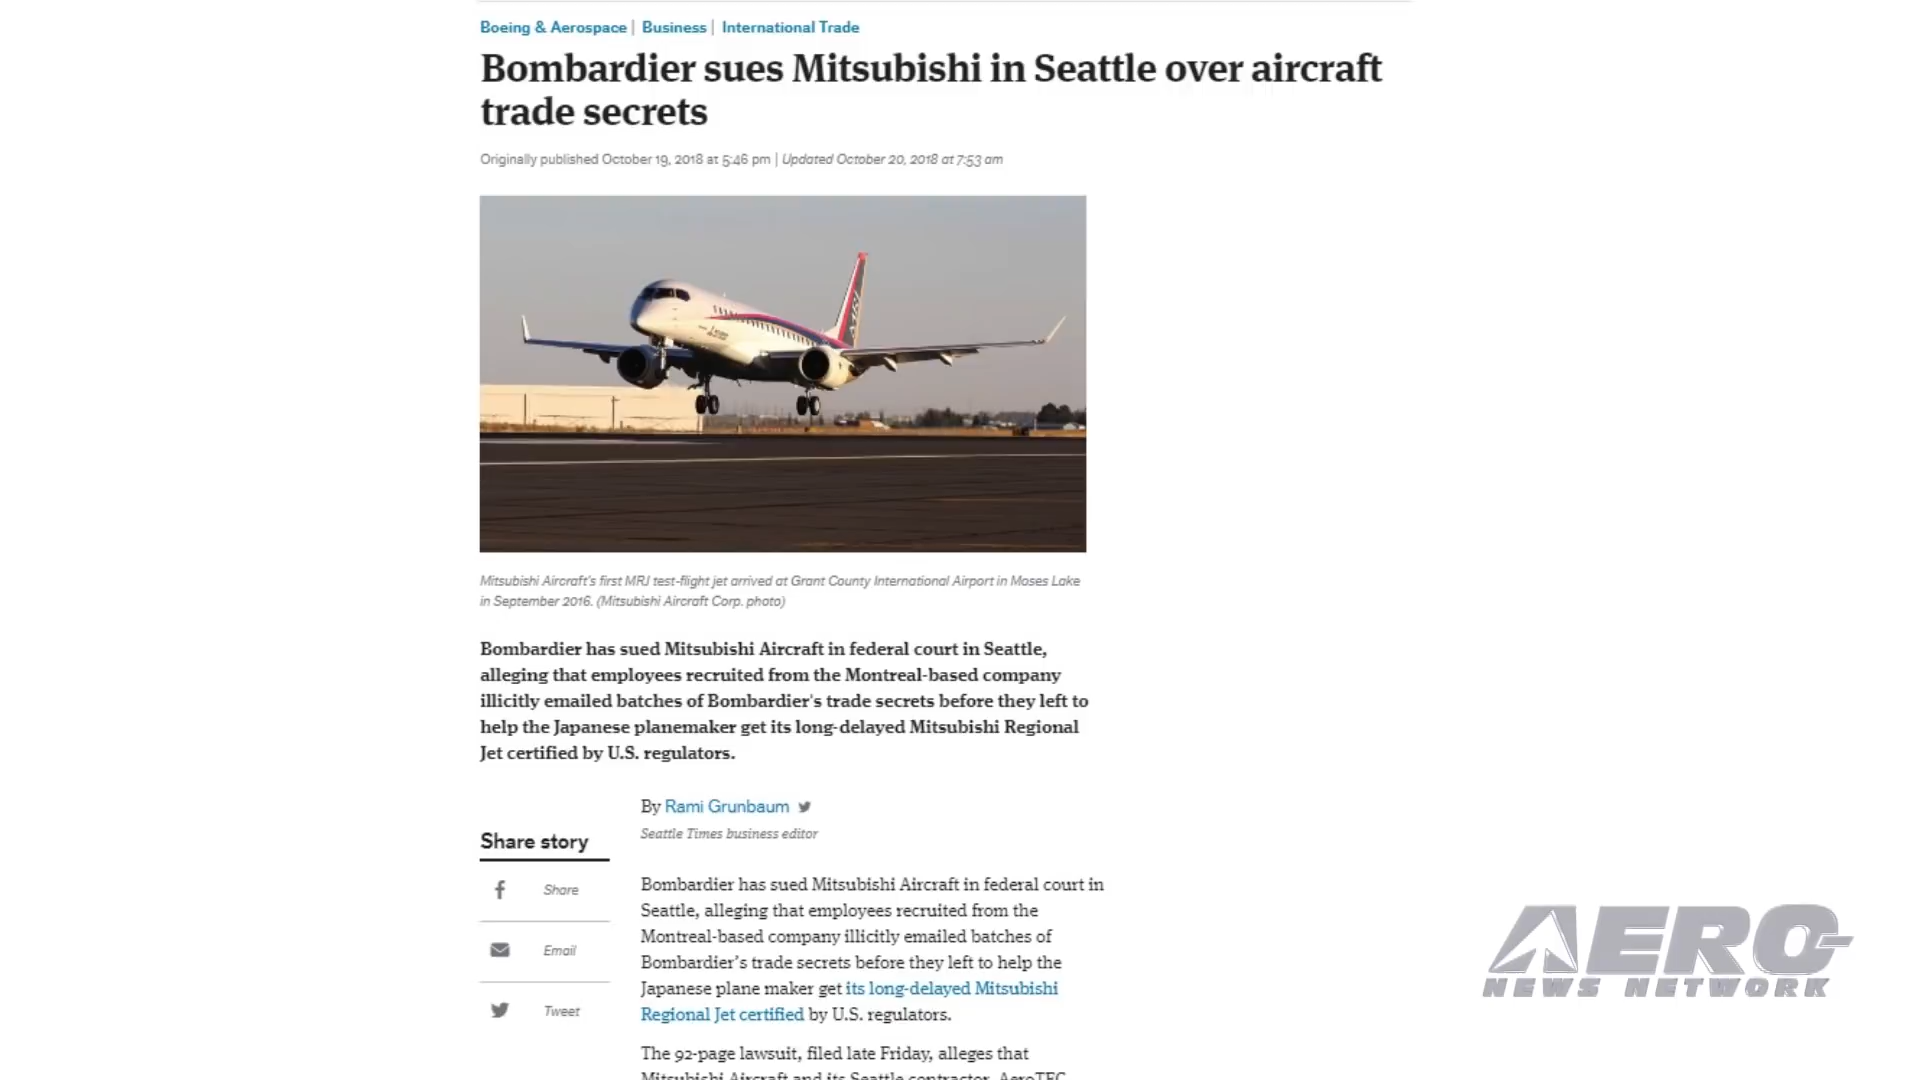 Boeing & Aerospace | Business | International Trade
Bombardier sues Mitsubishi in Seattle over aircraft
trade secrets
Originally published October 19, 2018 at 5:46 pm | Updated October 20, 2018 at 7:53 am
Mitsubishi Aircraft's first MRJ test-flight jet arrived at Grant County International Airport in Moses Lake
in September 2016. (Mitsubishi Aircraft Corp. photo)
Bombardier has sued Mitsubishi Aircraft in federal court in Seattle,
alleging that employees recruited from the Montreal-based company
illicitly emailed batches of Bombardier's trade secrets before they left to
help the Japanese planemaker get its long-delayed Mitsubishi Regional
Jet certified by U.S. regulators.
By Rami Grunbaum
Seattle Times business editor
Share story
Share
Email
Tweet
Bombardier has sued Mitsubishi Aircraft in federal court in
Seattle, alleging that employees recruited from the
Montreal-based company illicitly emailed batches of
Bombardier's trade secrets before they left to help the
Japanese plane maker get its long-delayed Mitsubishi
Regional Jet certified by U.S. regulators.
The 92-page lawsuit, filed late Friday, alleges that
Mitsubishi Aircraft and its Seattle contractor, AeroTEC
AERO-
NEWS NETWORK